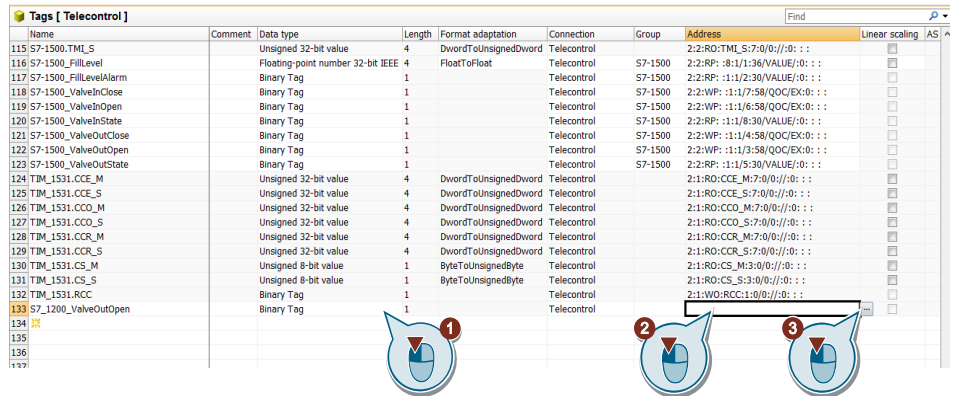 Tags [ Telecontrol ] Find
Name Comment Data type Length Format adaptation Connection Group Address Linear scaling AS
115 S7-1500.TMI_S Unsigned 32-bit value 4 DwordToUnsignedDword Telecontrol 2:2:RO:TMI_S:7:0/0//:0: : :
116 S7-1500_FillLevel Floating-point number 32-bit IEEE 4 FloatToFloat Telecontrol S7-1500 2:2:RP: :8:1/1:36/VALUE/:0: : :
117 S7-1500_FillLevelAlarm Binary Tag 1 Telecontrol S7-1500 2:2:RP: :1:1/2:30/VALUE/:0: : :
118 S7-1500_ValveInClose Binary Tag 1 Telecontrol S7-1500 2:2:WP: :1:1/7:58/QOC/EX:0: : :
119 S7-1500_ValveInOpen Binary Tag 1 Telecontrol S7-1500 2:2:WP: :1:1/6:58/QOC/EX:0: : :
120 S7-1500_ValveInState Binary Tag 1 Telecontrol S7-1500 2:2:RP: :1:1/8:30/VALUE/:0: : :
121 S7-1500_ValveOutClose Binary Tag 1 Telecontrol S7-1500 2:2:WP: :1:1/4:58/QOC/EX:0: : :
122 S7-1500_ValveOutOpen Binary Tag 1 Telecontrol S7-1500 2:2:WP: :1:1/3:58/QOC/EX:0: : :
123 S7-1500_ValveOutState Binary Tag 1 Telecontrol S7-1500 2:2:RP: :1:1/5:30/VALUE/:0: : :
124 TIM_1531.CCE_M Unsigned 32-bit value 4 DwordToUnsignedDword Telecontrol 2:1:RO:CCE_M:7:0/0//:0: : :
125 TIM_1531.CCE_S Unsigned 32-bit value 4 DwordToUnsignedDword Telecontrol 2:1:RO:CCE_S:7:0/0//:0: : :
126 TIM_1531.CCO_M Unsigned 32-bit value 4 DwordToUnsignedDword Telecontrol 2:1:RO:CCO_M:7:0/0//:0: : :
127 TIM_1531.CCO_S Unsigned 32-bit value 4 DwordToUnsignedDword Telecontrol 2:1:RO:CCO_S:7:0/0//:0: : :
128 TIM_1531.CCR_M Unsigned 32-bit value 4 DwordToUnsignedDword Telecontrol 2:1:RO:CCR_M:7:0/0//:0: : :
129 TIM_1531.CCR_S Unsigned 32-bit value 4 DwordToUnsignedDword Telecontrol 2:1:RO:CCR_S:7:0/0//:0: : :
130 TIM_1531.CS_M Unsigned 8-bit value 1 ByteToUnsignedByte Telecontrol 2:1:RO:CS_M:3:0/0//:0: : :
131 TIM_1531.CS_S Unsigned 8-bit value 1 ByteToUnsignedByte Telecontrol 2:1:RO:CS_S:3:0/0//:0: : :
132 TIM_1531.RCC Binary Tag 1 Telecontrol 2:1:WO:RCC:1:0/0//:0: : :
133 S7_1200_ValveOutOpen Binary Tag 1 Telecontrol ...
134
135
136
137
1 2 3